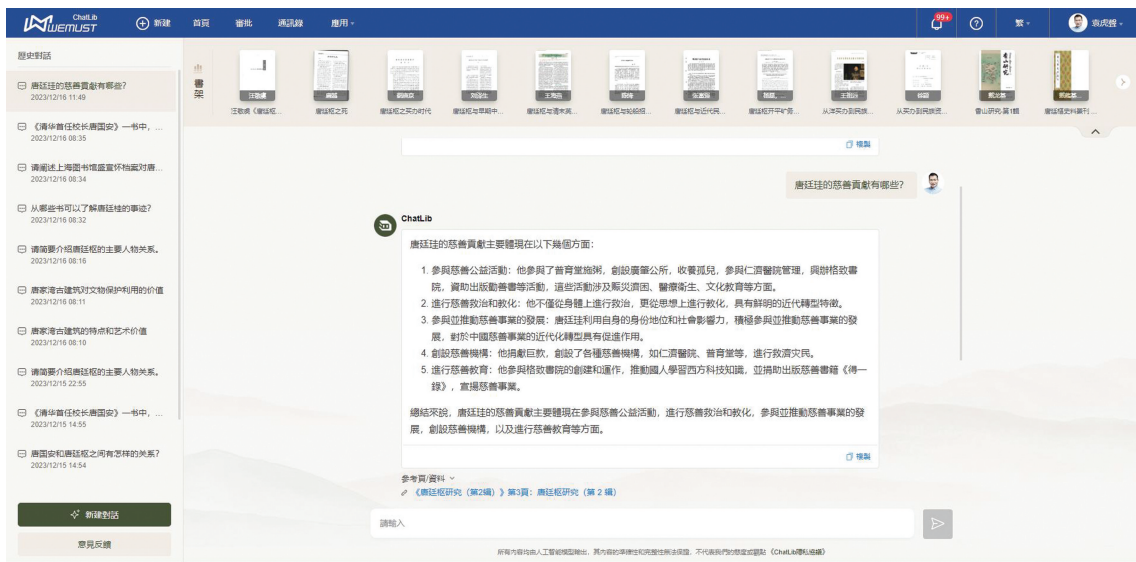 ChatLib
WEMUST
新建
首頁
審批
通訊錄
應用
99+
繁
歷史對話
唐廷珪的慈善貢獻有哪些?
2023/12/16 11:49
《清华首任校长唐国安》一书中，...
2023/12/16 08:35
请阐述上海图书馆盛宣怀档案对唐...
2023/12/16 08:34
从哪些书可以了解唐廷桂的事迹?
2023/12/16 08:32
请简要介绍唐廷枢的主要人物关系。
2023/12/16 08:16
唐家湾古建筑对文物保护利用的价值
2023/12/16 08:11
唐家湾古建筑的特点和艺术价值
2023/12/16 08:10
请简要介绍唐廷枢的主要人物关系。
2023/12/15 22:55
《清华首任校长唐国安》一书中，...
2023/12/15 14:55
唐国安和唐廷枢之间有怎样的关系?
2023/12/15 14:54
新建對話
意見反饋
書架
汪敬虞《唐廷枢...
唐廷枢之死
唐廷枢之买办时代
唐廷枢与早期中...
唐廷枢与清末民...
唐廷枢与轮船招...
唐廷枢与近代民...
唐廷枢开平矿务...
从洋买办到民族...
从买办到民族资...
香山研究-第1輯
唐廷樞史料叢刊 ...
複製
唐廷珪的慈善貢獻有哪些?
ChatLib
唐廷珪的慈善貢獻主要體現在以下幾個方面：
1. 參與慈善公益活動：他參與了普育堂施粥，創設廣肇公所，收養孤兒，參與仁濟醫院管理，興辦格致書
院，資助出版勸善書等活動，這些活動涉及賑災濟困、醫療衛生、文化教育等方面。
2. 進行慈善救治和教化：他不僅從身體上進行救治，更從思想上進行教化，具有鮮明的近代轉型特徵。
3. 參與並推動慈善事業的發展：唐廷珪利用自身的身份地位和社會影響力，積極參與並推動慈善事業的發
展，對於中國慈善事業的近代化轉型具有促進作用。
4. 創設慈善機構：他捐獻巨款，創設了各種慈善機構，如仁濟醫院、普育堂等，進行救濟災民。
5. 進行慈善教育：他參與格致書院的創建和運作，推動國人學習西方科技知識，並捐助出版慈善書籍《得一
錄》，宣揚慈善事業。
總結來說，唐廷珪的慈善貢獻主要體現在參與慈善公益活動，進行慈善救治和教化，參與並推動慈善事業的發
展，創設慈善機構，以及進行慈善教育等方面。
複製
參考頁/資料
《唐廷枢研究（第2辑）》第3頁：唐廷枢研究（第 2 辑）
請輸入
所有內容均由人工智能模型輸出，其內容的準確性和完整性無法保證，不代表我們的態度或觀點 《ChatLib隱私協議》